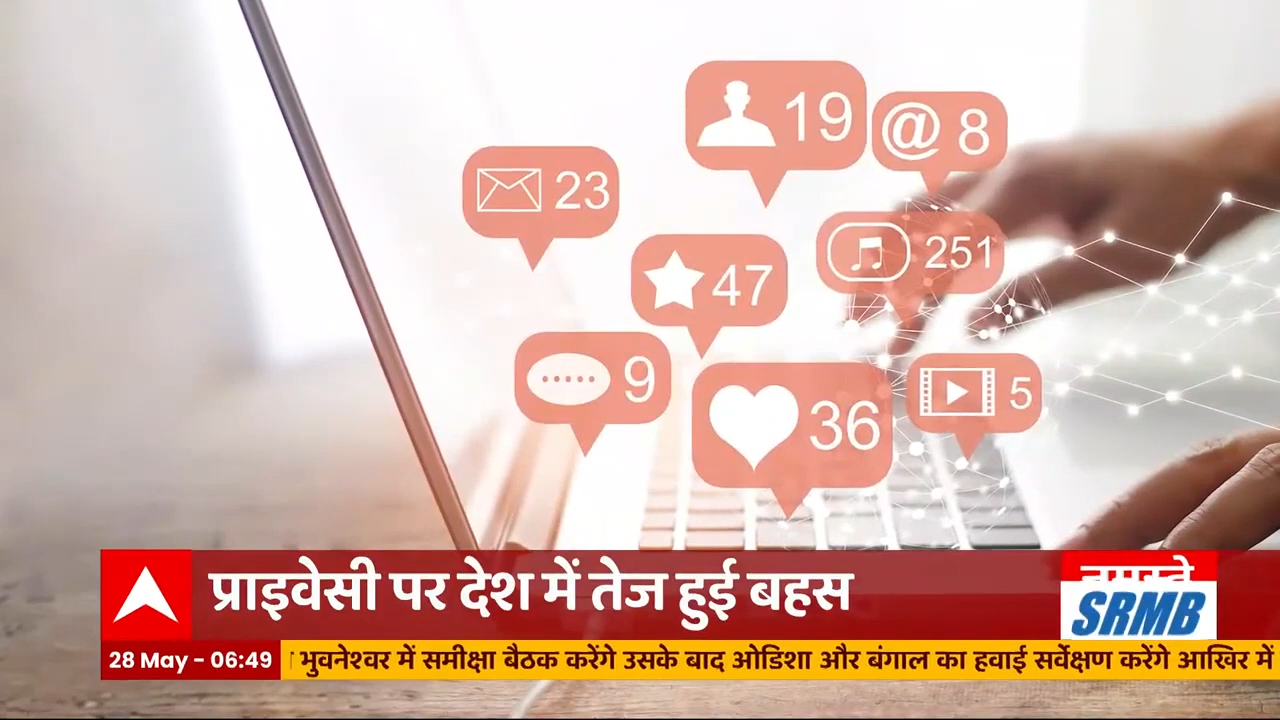 19
@ 8
23
251
47
9
36
5
प्राइवेसी पर देश में तेज हुई बहस
नमस्ते
SRMB
28 May - 06:49
भुवनेश्वर में समीक्षा बैठक करेंगे उसके बाद ओडिशा और बंगाल का हवाई सर्वेक्षण करेंगे आखिर में